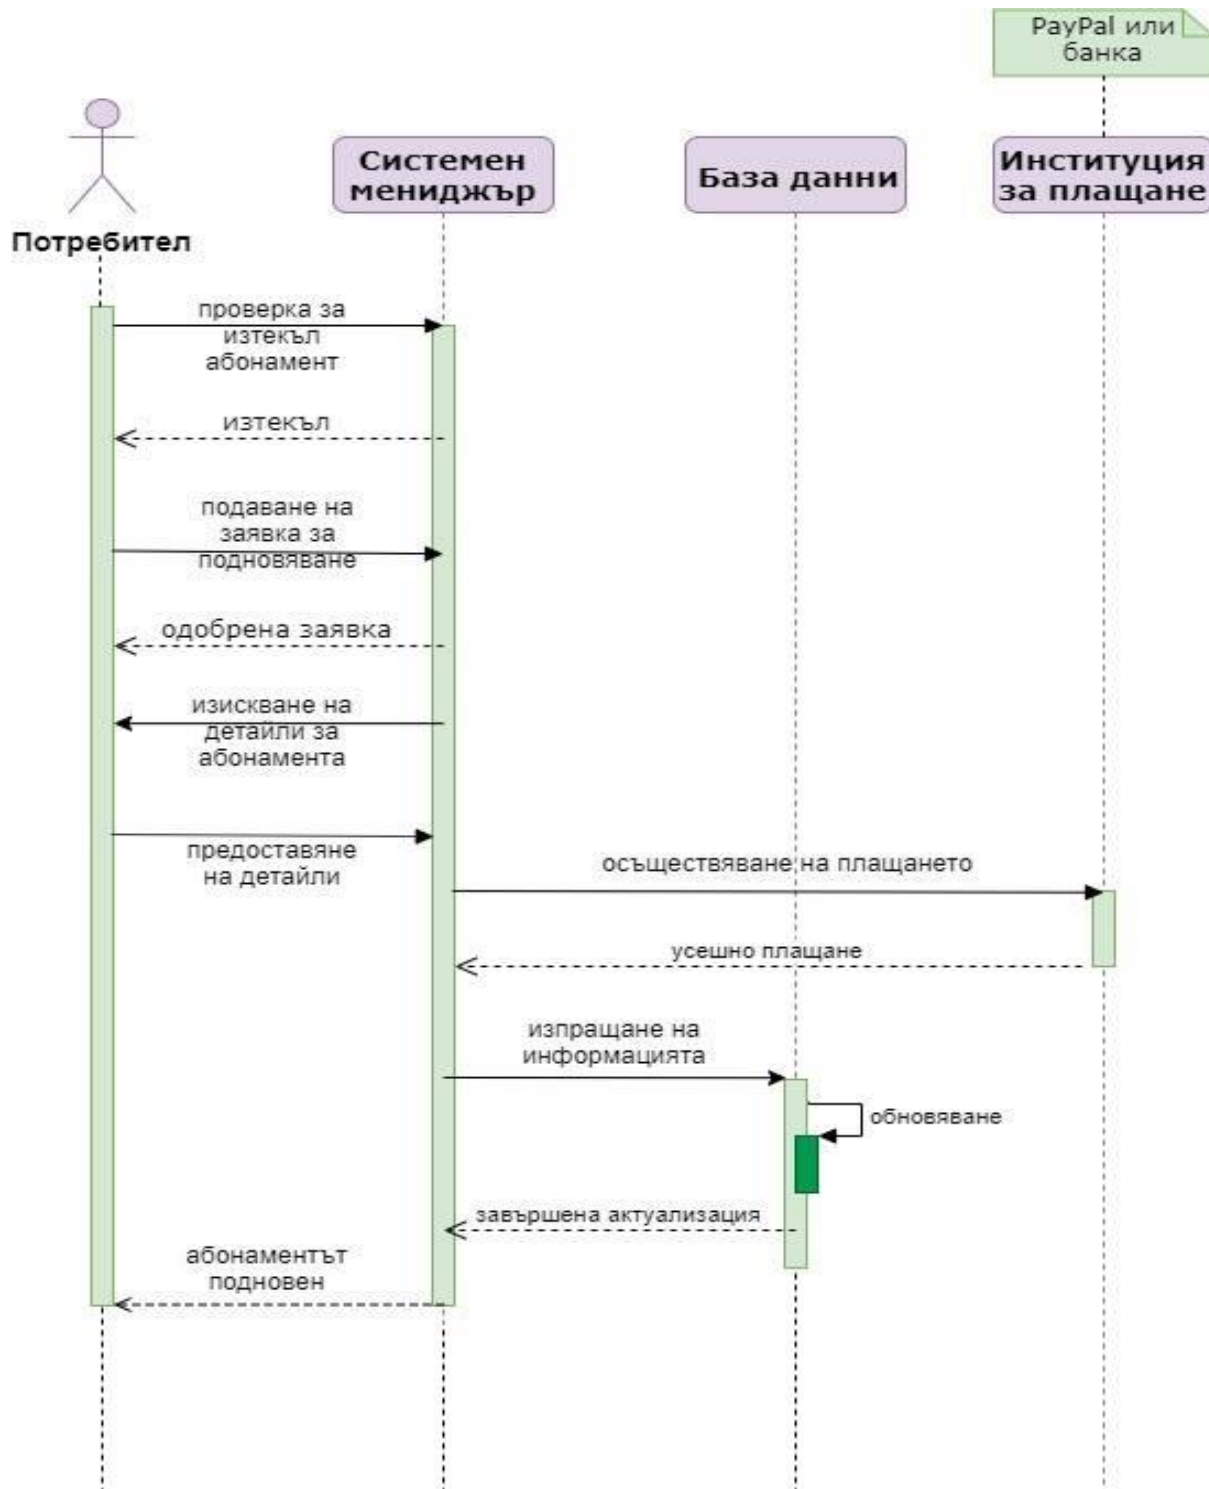 PayPal или
банка
Системен
мениджър
База данни
Институция
за плащане
Потребител
проверка за
изтекъл
абонамент
изтекъл
подаване на
заявка за
подновяване
одобрена заявка
изискване на
детайли за
абонамента
предоставяне
на детайли
осъществяване на плащането
усешно плащане
изпращане на
информацията
обновяване
завършена актуализация
абонаментът
подновен